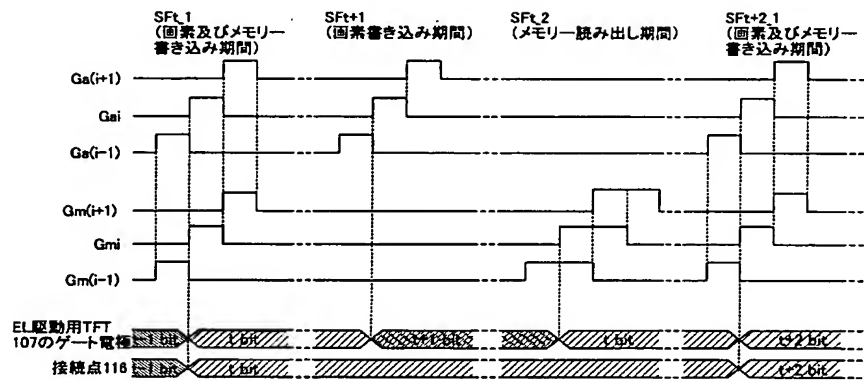 SFt_1
(画素及びメモリー
書き込み期間)
SFt+1
(画素書き込み期間)
SFt_2
(メモリー読み出し期間)
SFt+2_1
(画素及びメモリー
書き込み期間)
Ga(i+1)
Gai
Ga(i-1)
Gm(i+1)
Gmi
Gm(i-1)
EL駆動用TFT
107のゲート電極
t-1 bit
t bit
t+1 bit
t bit
t+2 bit
接続点116
t-1 bit
t bit
t+2 bit